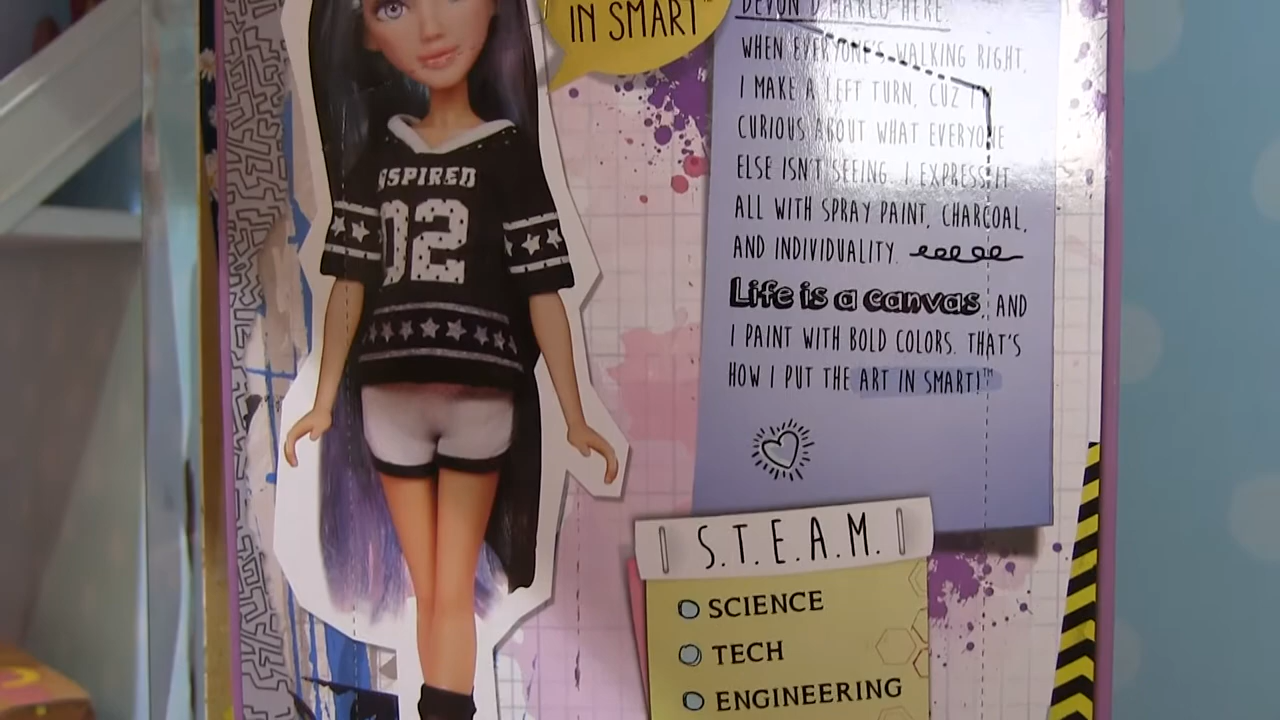 IN SMART™
DEVON D'MARCO HERE.
WHEN EVERYONE'S WALKING RIGHT,
I MAKE A LEFT TURN, CUZ I'M
CURIOUS ABOUT WHAT EVERYONE
ELSE ISN'T SEEING. I EXPRESS IT
ALL WITH SPRAY PAINT, CHARCOAL,
AND INDIVIDUALITY.
Life is a canvas, AND
I PAINT WITH BOLD COLORS. THAT'S
HOW I PUT THE ART IN SMART!™
NSPIRED
02
S.T.E.A.M.
SCIENCE
TECH
ENGINEERING